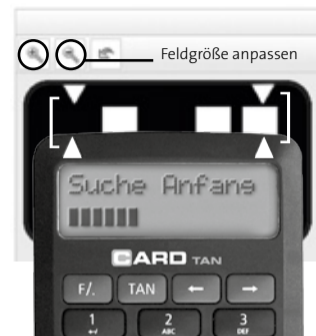 Feldgröße anpassen
Suche Anfang
CARD TAN
F/. TAN ← →
1 2 3
↵ ABC DEF